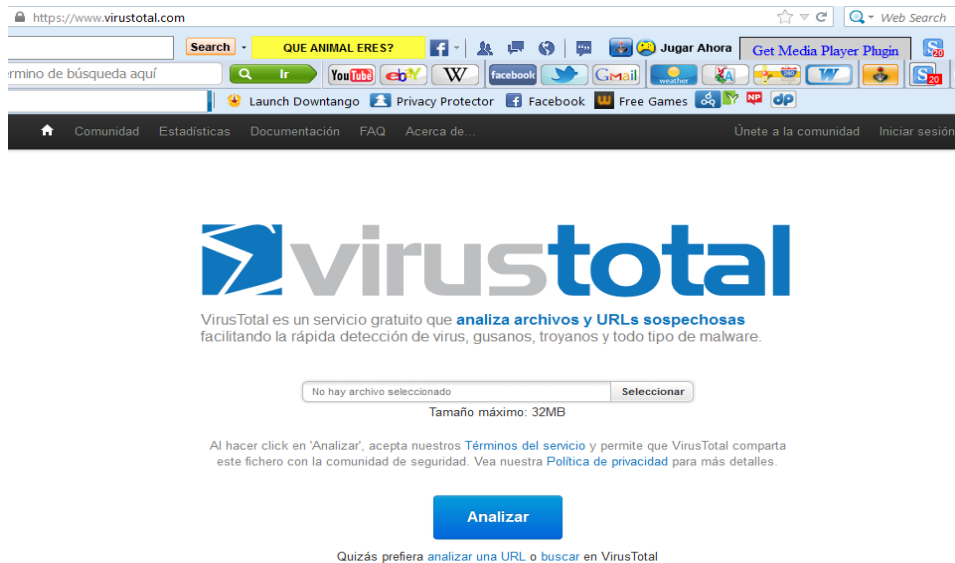 https://www.virustotal.com
Web Search
Search
QUE ANIMAL ERES?
Jugar Ahora
Get Media Player Plugin
20
rmino de búsqueda aquí
Ir
YouTube
ebY
W
facebook
GMail
weather
W
S20
Launch Downtango
Privacy Protector
Facebook
Free Games
NP
dp
Comunidad
Estadísticas
Documentación
FAQ
Acerca de...
Únete a la comunidad
Iniciar sesión
virustotal
VirusTotal es un servicio gratuito que analiza archivos y URLs sospechosas
facilitando la rápida detección de virus, gusanos, troyanos y todo tipo de malware.
No hay archivo seleccionado
Seleccionar
Tamaño máximo: 32MB
Al hacer click en 'Analizar', acepta nuestros Términos del servicio y permite que VirusTotal comparta
este fichero con la comunidad de seguridad. Vea nuestra Política de privacidad para más detalles.
Analizar
Quizás prefiera analizar una URL o buscar en VirusTotal